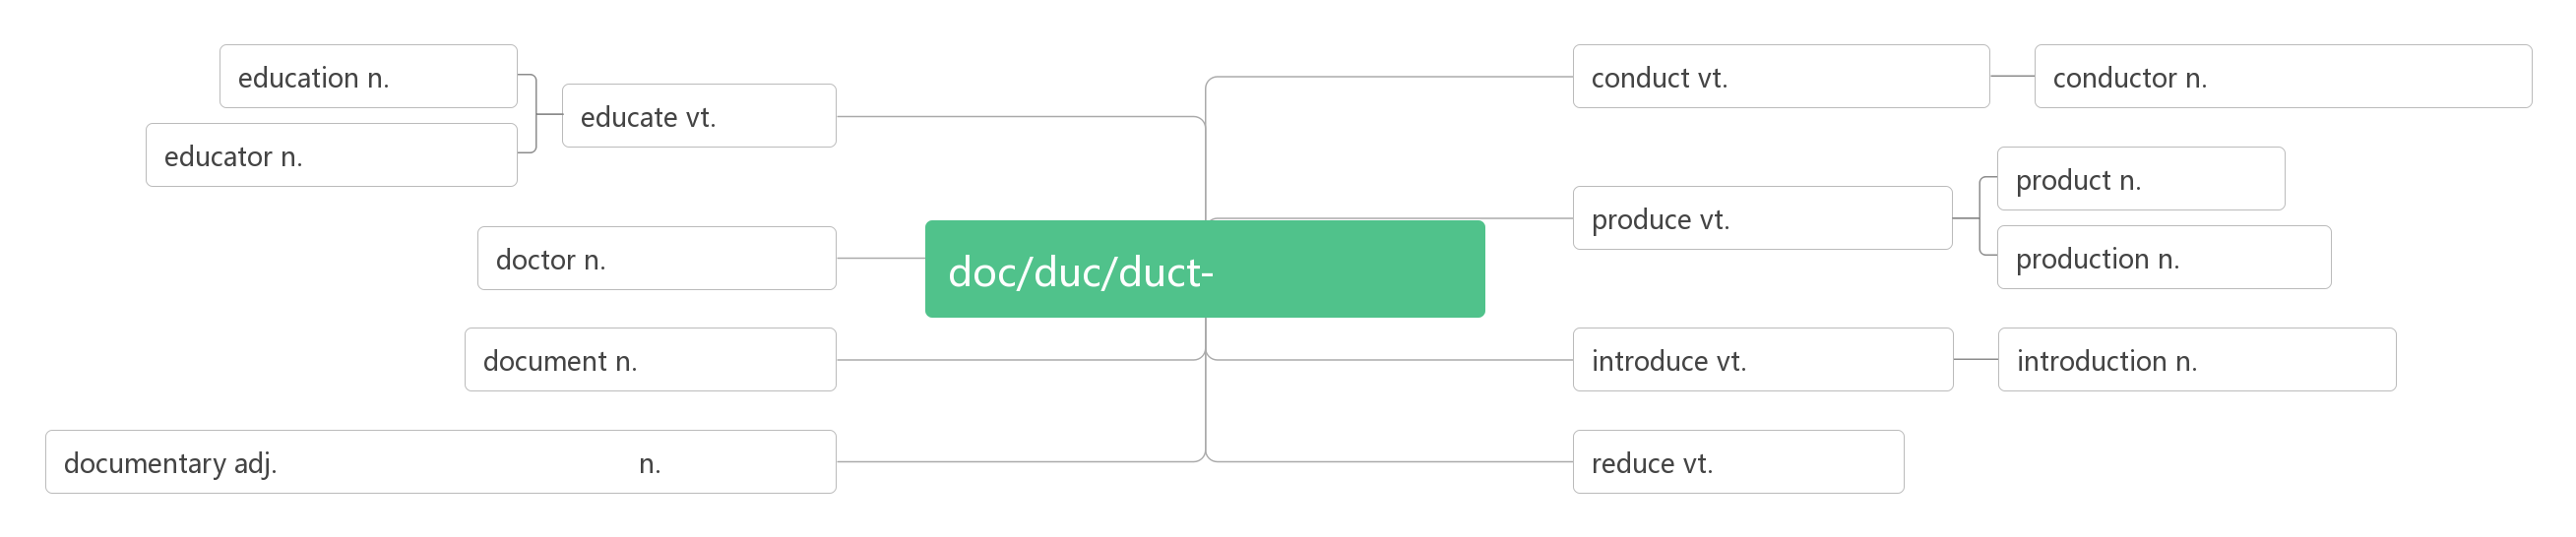 education n.
educator n.
educate vt.
doctor n.
document n.
documentary adj. n.
doc/duc/duct-
conduct vt.
conductor n.
produce vt.
product n.
production n.
introduce vt.
introduction n.
reduce vt.